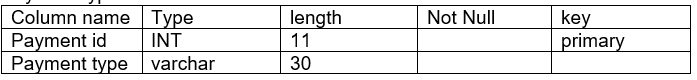 Column name Type length Not Null key
Payment id INT 11 primary
Payment type varchar 30